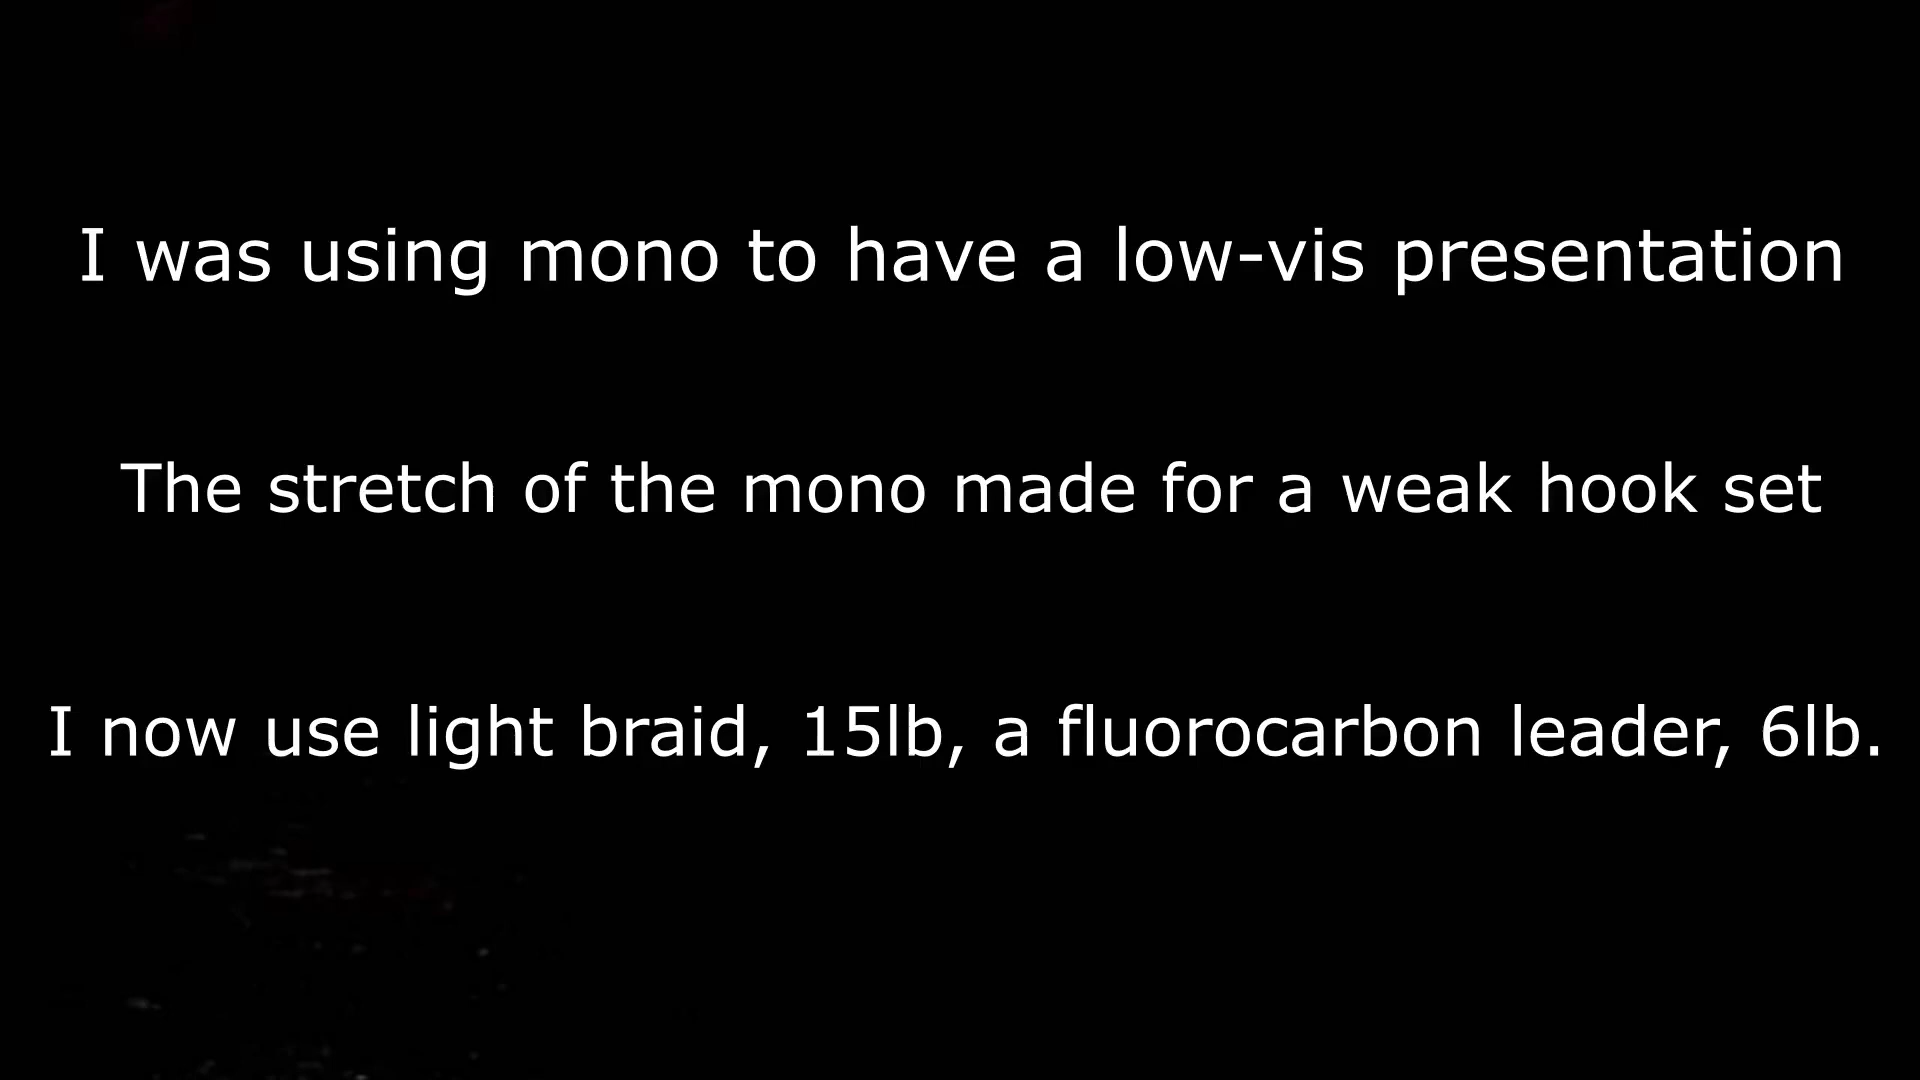 I was using mono to have a low-vis presentation
The stretch of the mono made for a weak hook set
I now use light braid, 15lb, a fluorocarbon leader, 6lb.